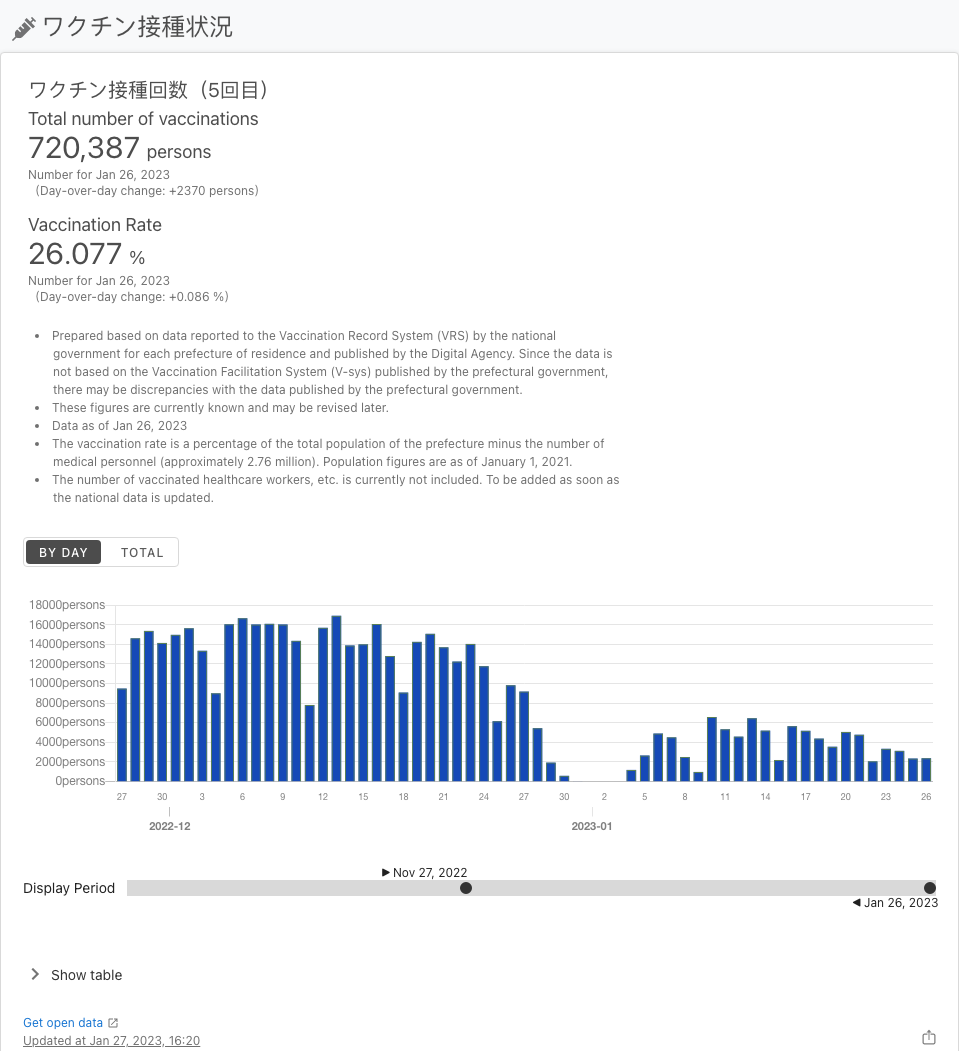 ワクチン接種状況
ワクチン接種回数（5回目）
Total number of vaccinations
720,387 persons
Number for Jan 26, 2023
（Day-over-day change: +2370 persons）
Vaccination Rate
26.077 %
Number for Jan 26, 2023
（Day-over-day change: +0.086 %）
• Prepared based on data reported to the Vaccination Record System (VRS) by the national
government for each prefecture of residence and published by the Digital Agency. Since the data is
not based on the Vaccination Facilitation System (V-sys) published by the prefectural government,
there may be discrepancies with the data published by the prefectural government.
• These figures are currently known and may be revised later.
• Data as of Jan 26, 2023
• The vaccination rate is a percentage of the total population of the prefecture minus the number of
medical personnel (approximately 2.76 million). Population figures are as of January 1, 2021.
• The number of vaccinated healthcare workers, etc. is currently not included. To be added as soon as
the national data is updated.
BY DAY TOTAL
18000persons
16000persons
14000persons
12000persons
10000persons
8000persons
6000persons
4000persons
2000persons
0persons
27 30 3 6 9 12 15 18 21 24 27 30 2 5 8 11 14 17 20 23 26
2022-12 2023-01
Nov 27, 2022
Display Period
Jan 26, 2023
Show table
Get open data
Updated at Jan 27, 2023, 16:20